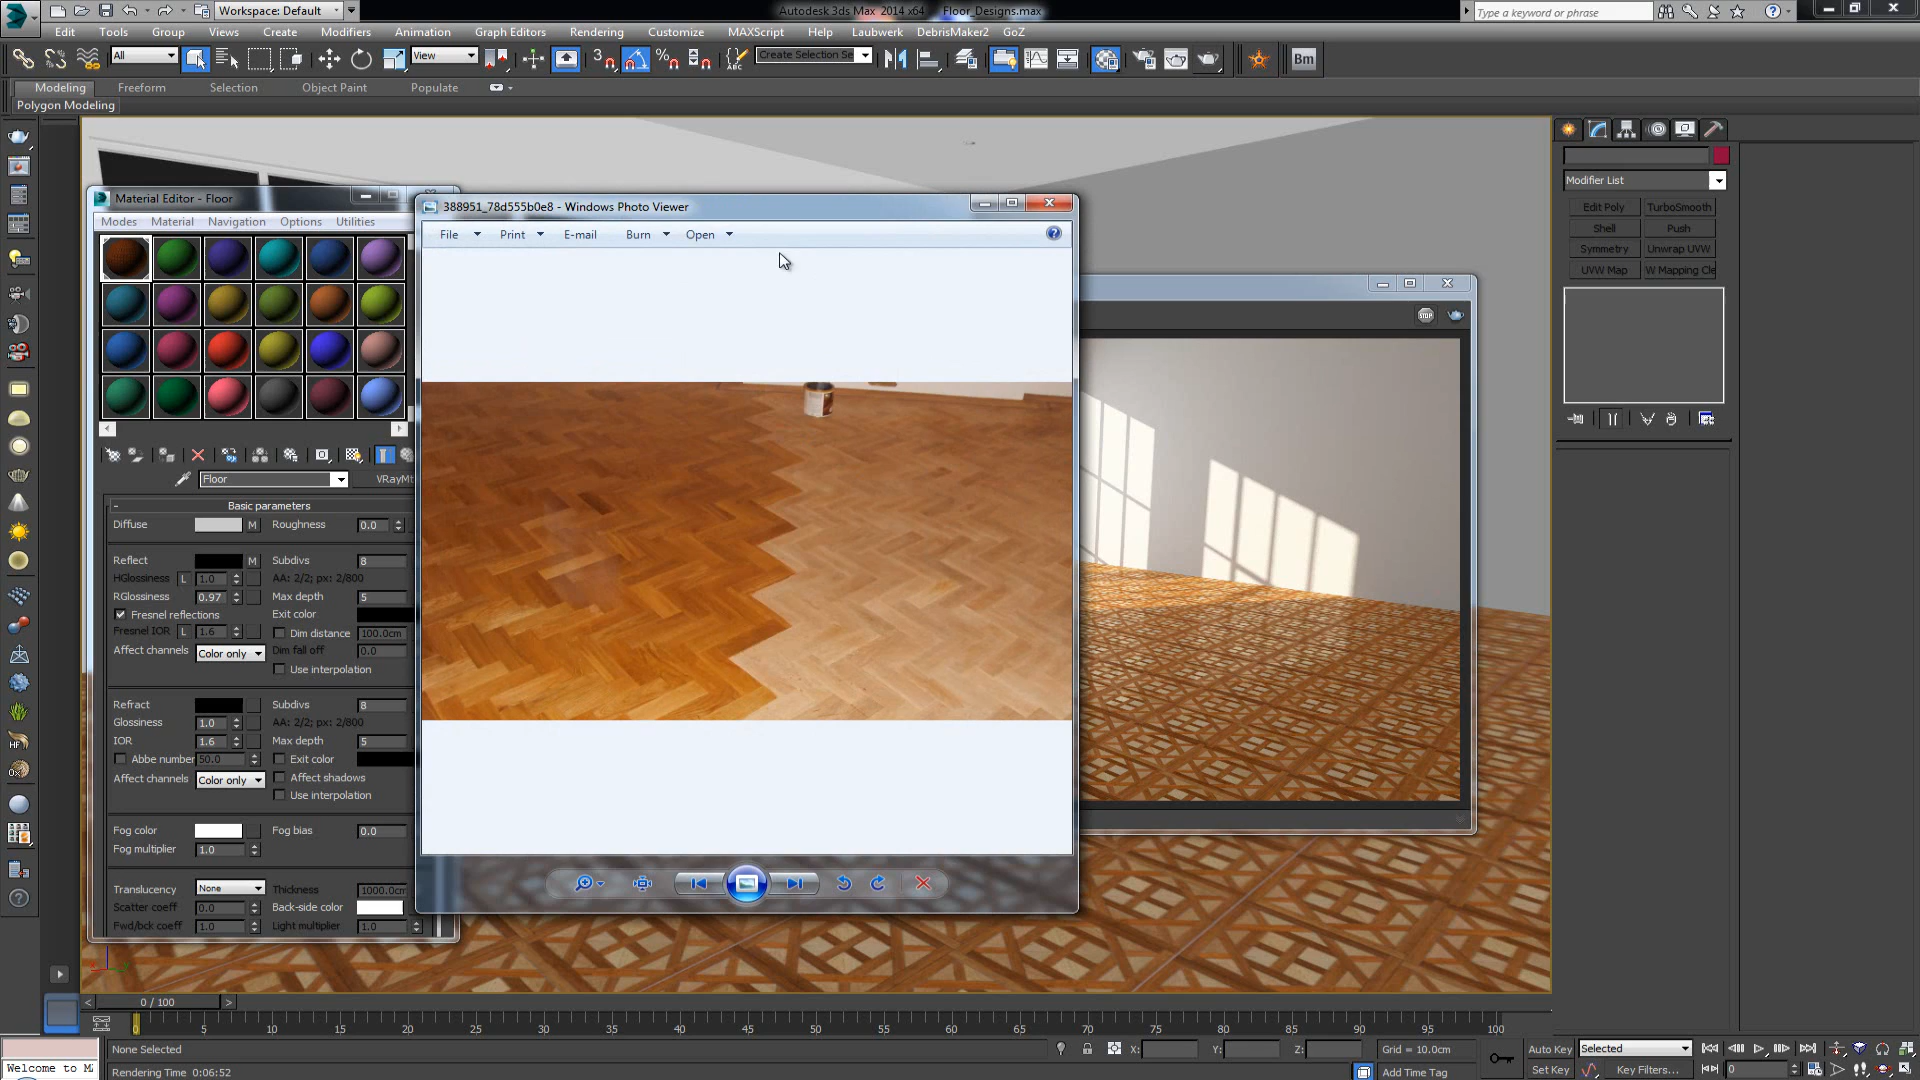 Workspace: Default
Autodesk 3ds Max 2014 x64 Floor_Designs.max
Type a keyword or phrase
Edit Tools Group Views Create Modifiers Animation Graph Editors Rendering Customize MAXScript Help Laubwerk DebrisMaker2 GoZ
All
View
3
Create Selection Se
Bm
Modeling Freeform Selection Object Paint Populate
Polygon Modeling
Material Editor - Floor
Modes Material Navigation Options Utilities
388951_78d555b0e8 - Windows Photo Viewer
File Print E-mail Burn Open
STOP
Modifier List
Edit Poly TurboSmooth
Shell Push
Symmetry Unwrap UVW
UVW Map W Mapping Cle
Floor VRayMt
Basic parameters
Diffuse M Roughness 0.0
Reflect M Subdivs 8
HGlossiness L 1.0 AA: 2/2; px: 2/800
RGlossiness 0.97 Max depth 5
Fresnel reflections Exit color
Fresnel IOR L 1.6 Dim distance 100.0cm
Affect channels Color only Dim fall off 0.0
Use interpolation
Refract Subdivs 8
Glossiness 1.0 AA: 2/2; px: 2/800
IOR 1.6 Max depth 5
Abbe number 50.0 Exit color
Affect channels Color only Affect shadows
Use interpolation
Fog color Fog bias 0.0
Fog multiplier 1.0
Translucency None Thickness 1000.0cm
Scatter coeff 0.0 Back-side color
Fwd/bck coeff 1.0 Light multiplier 1.0
0 / 100
0 5 10 15 20 25 30 35 40 45 50 55 60 65 70 75 80 85 90 95 100
None Selected X: Y: Z: Grid = 10.0cm Auto Key Selected
Welcome to MA Rendering Time 0:06:52 Add Time Tag Set Key Key Filters... 0